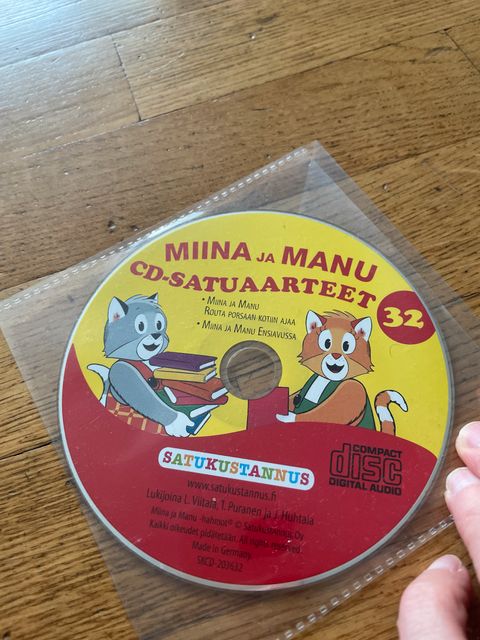 MIINA JA MANU
CD-SATUAARTEET
32
• MIINA JA MANU
ROUTA PORSAAN KOTIIN AJAA
• MIINA JA MANU ENSIAVUSSA
SATUKUSTANNUS
COMPACT
disc
DIGITAL AUDIO
www.satukustannus.fi
Lukijoina L. Viitala, T. Puranen ja J. Huhtala
Miina ja Manu -hahmot © SATUKUSTANNUS Oy
Kaikki oikeudet pidätetään. All rights reserved.
Made in Germany.
SKCD-203632